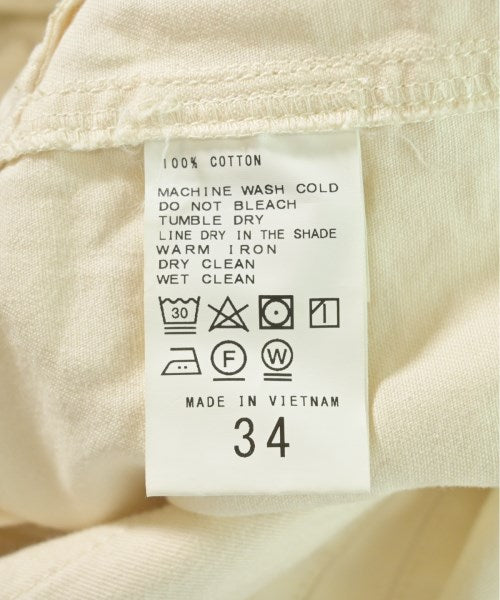 100% COTTON
MACHINE WASH COLD
DO NOT BLEACH
TUMBLE DRY
LINE DRY IN THE SHADE
WARM IRON
DRY CLEAN
WET CLEAN
30
F W
MADE IN VIETNAM
34